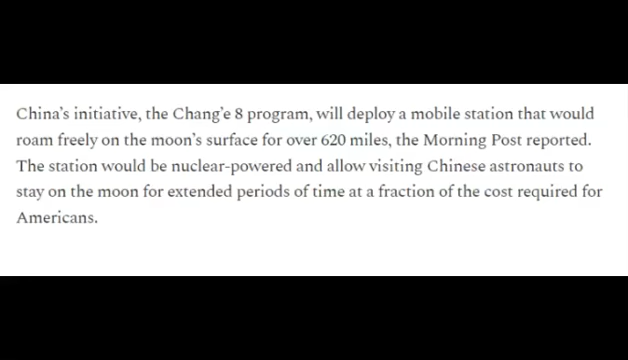 China's initiative, the Chang'e 8 program, will deploy a mobile station that would
roam freely on the moon's surface for over 620 miles, the Morning Post reported.
The station would be nuclear-powered and allow visiting Chinese astronauts to
stay on the moon for extended periods of time at a fraction of the cost required for
Americans.